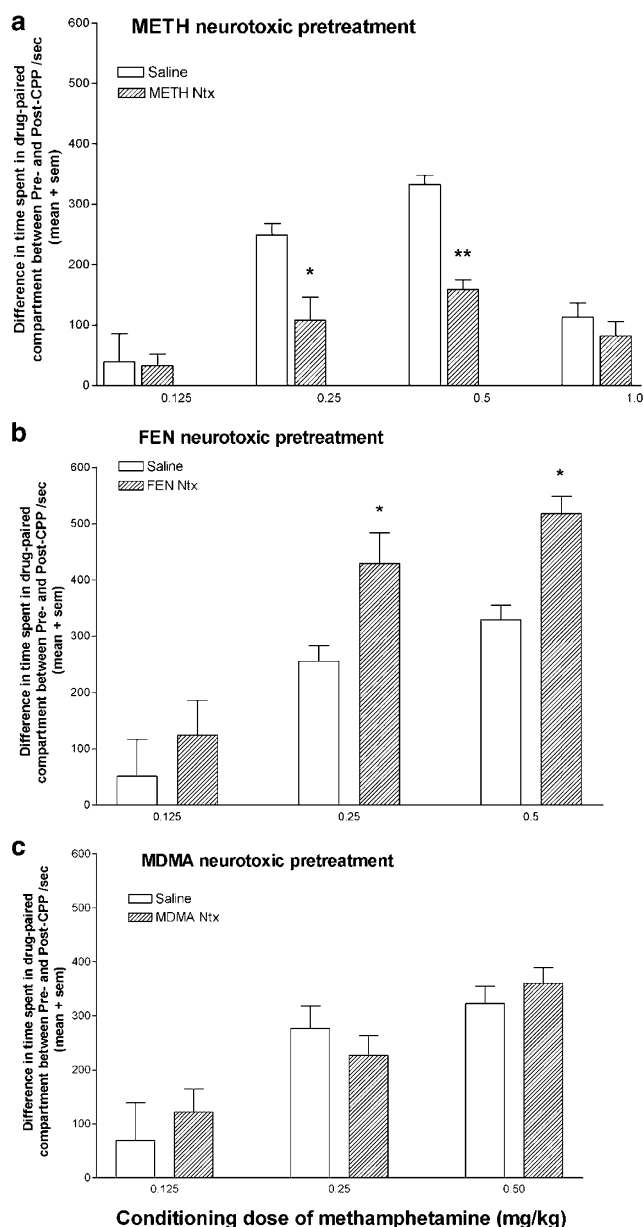 a
METH neurotoxic pretreatment
Difference in time spent in drug-paired
compartment between Pre- and Post-CPP /sec
(mean + sem)
600
500
400
300
200
100
0
Saline
METH Ntx
*
**
0.125 0.25 0.5 1.0
b
FEN neurotoxic pretreatment
Difference in time spent in drug-paired
compartment between Pre- and Post-CPP /sec
(mean + sem)
600
500
400
300
200
100
0
Saline
FEN Ntx
*
*
0.125 0.25 0.5
c
MDMA neurotoxic pretreatment
Difference in time spent in drug-paired
compartment between Pre- and Post-CPP /sec
(mean + sem)
600
500
400
300
200
100
0
Saline
MDMA Ntx
0.125 0.25 0.50
Conditioning dose of methamphetamine (mg/kg)